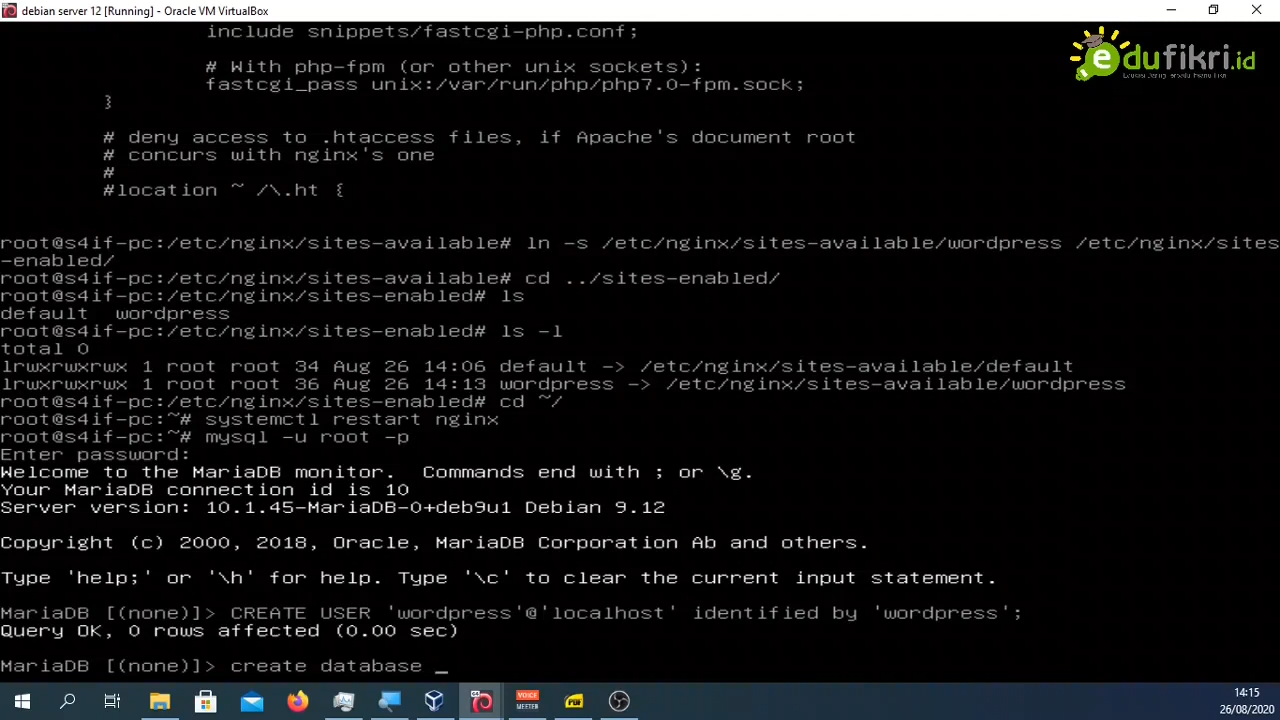 debian server 12 [Running] - Oracle VM VirtualBox
edufikri.id
include snippets/fastcgi-php.conf;
# With php-fpm (or other unix sockets):
fastcgi_pass unix:/var/run/php/php7.0-fpm.sock;
}
# deny access to .htaccess files, if Apache's document root
# concurs with nginx's one
#
#location ~ /\.ht {
root@s4if-pc:/etc/nginx/sites-available# ln -s /etc/nginx/sites-available/wordpress /etc/nginx/sites
-enabled/
root@s4if-pc:/etc/nginx/sites-available# cd ../sites-enabled/
root@s4if-pc:/etc/nginx/sites-enabled# ls
default  wordpress
root@s4if-pc:/etc/nginx/sites-enabled# ls -l
total 0
lrwxrwxrwx 1 root root 34 Aug 26 14:06 default -> /etc/nginx/sites-available/default
lrwxrwxrwx 1 root root 36 Aug 26 14:13 wordpress -> /etc/nginx/sites-available/wordpress
root@s4if-pc:/etc/nginx/sites-enabled# cd ~/
root@s4if-pc:~# systemctl restart nginx
root@s4if-pc:~# mysql -u root -p
Enter password:
Welcome to the MariaDB monitor.  Commands end with ; or \g.
Your MariaDB connection id is 10
Server version: 10.1.45-MariaDB-0+deb9u1 Debian 9.12
Copyright (c) 2000, 2018, Oracle, MariaDB Corporation Ab and others.
Type 'help;' or '\h' for help. Type '\c' to clear the current input statement.
MariaDB [(none)]> CREATE USER 'wordpress'@'localhost' identified by 'wordpress';
Query OK, 0 rows affected (0.00 sec)
MariaDB [(none)]> create database _
VOICE
MEETER
14:15
26/08/2020